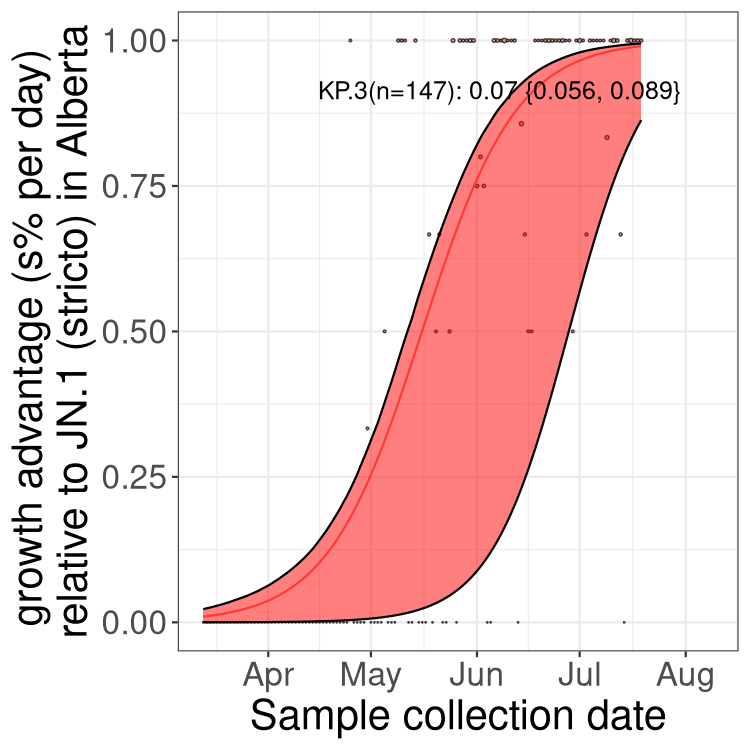 growth advantage (s% per day)
relative to JN.1 (stricto) in Alberta
1.00
0.75
0.50
0.25
0.00
KP.3(n=147): 0.07 {0.056, 0.089}
Apr May Jun Jul Aug
Sample collection date